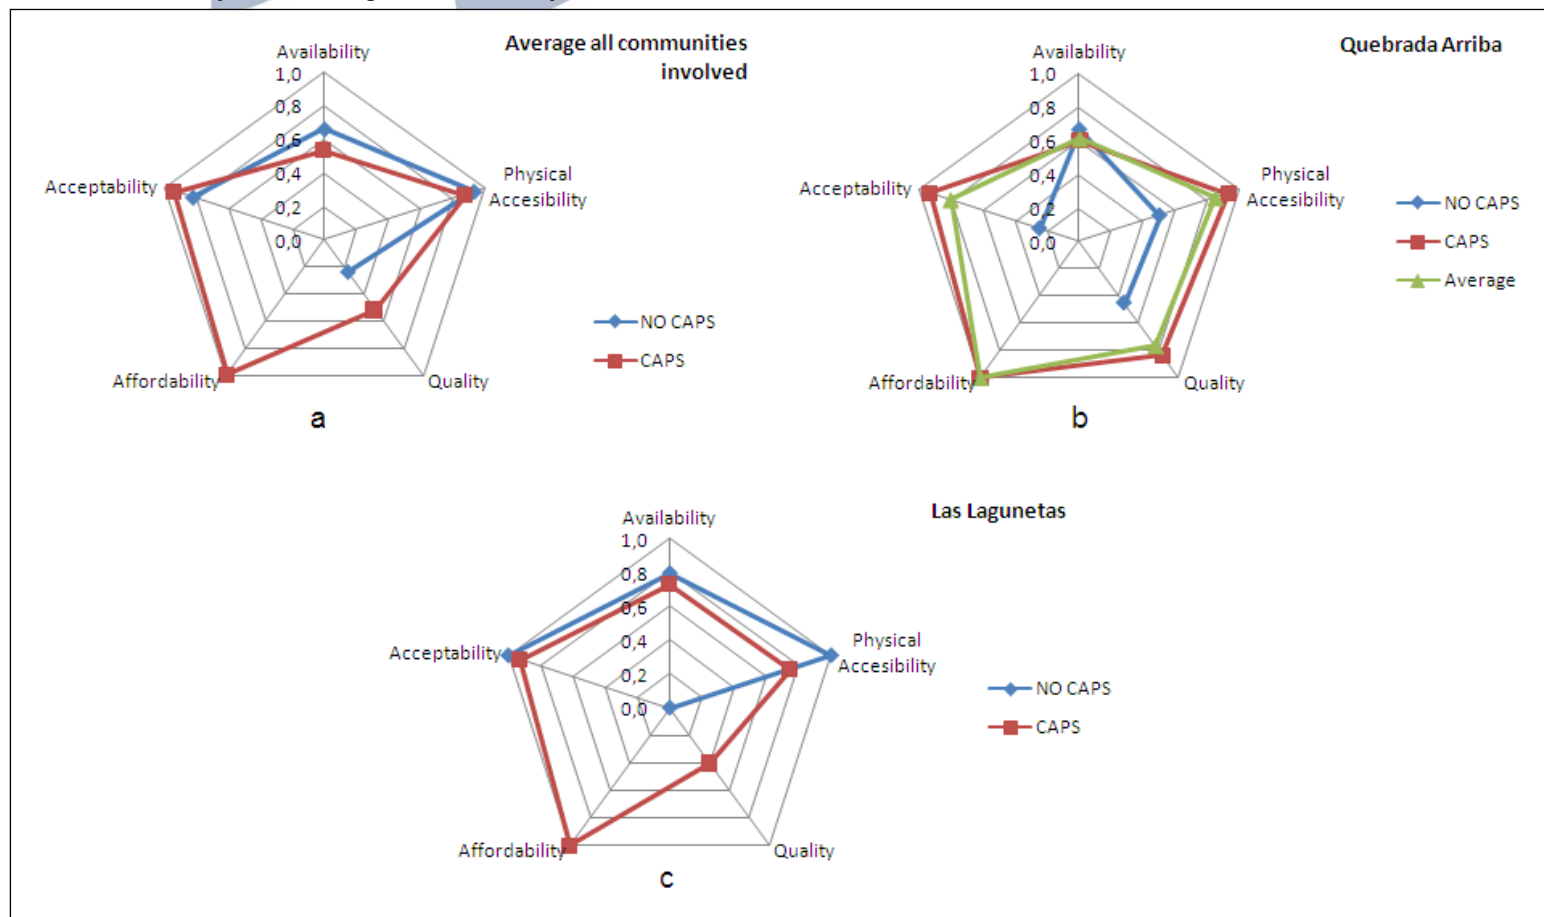 Average all communities
involved
Availability
1,0
0,8
0,6
0,4
0,2
0,0
Physical
Accesibility
Quality
Affordability
Acceptability
NO CAPS
CAPS
a
Quebrada Arriba
Availability
1,0
0,8
0,6
0,4
0,2
0,0
Physical
Accesibility
Quality
Affordability
Acceptability
NO CAPS
CAPS
Average
b
Las Lagunetas
Availability
1,0
0,8
0,6
0,4
0,2
0,0
Physical
Accesibility
Quality
Affordability
Acceptability
NO CAPS
CAPS
c